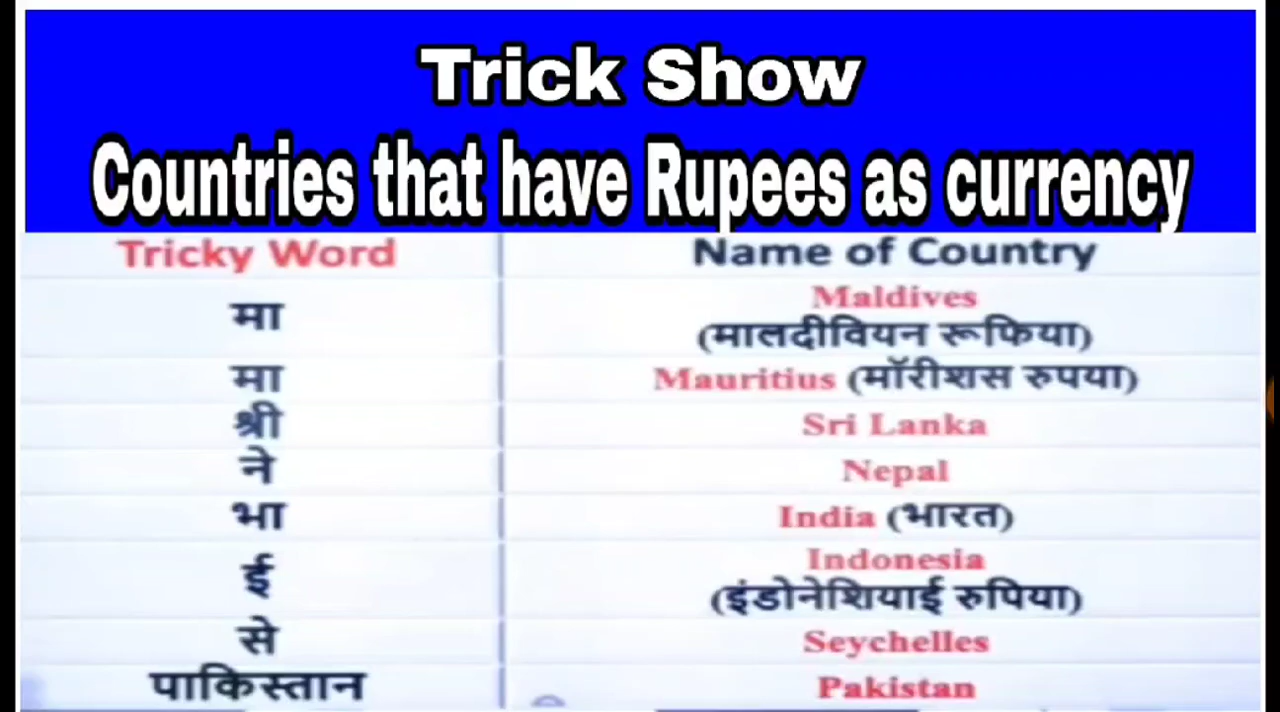 Trick Show
Countries that have Rupees as currency
Tricky Word Name of Country
मा Maldives
(मालदीवियन रूफिया)
मा Mauritius (मॉरीशस रुपया)
श्री Sri Lanka
ने Nepal
भा India (भारत)
ई Indonesia
(इंडोनेशियाई रुपिया)
से Seychelles
पाकिस्तान Pakistan